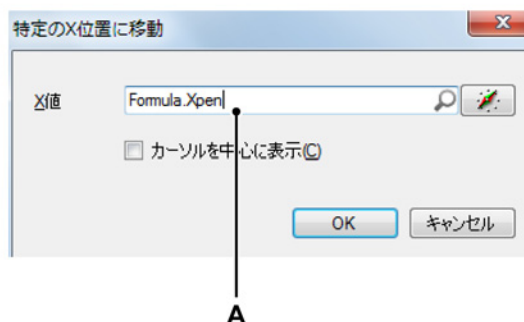 特定のX位置に移動
X値
Formula.Xpen
カーソルを中心に表示(C)
OK
キャンセル
A